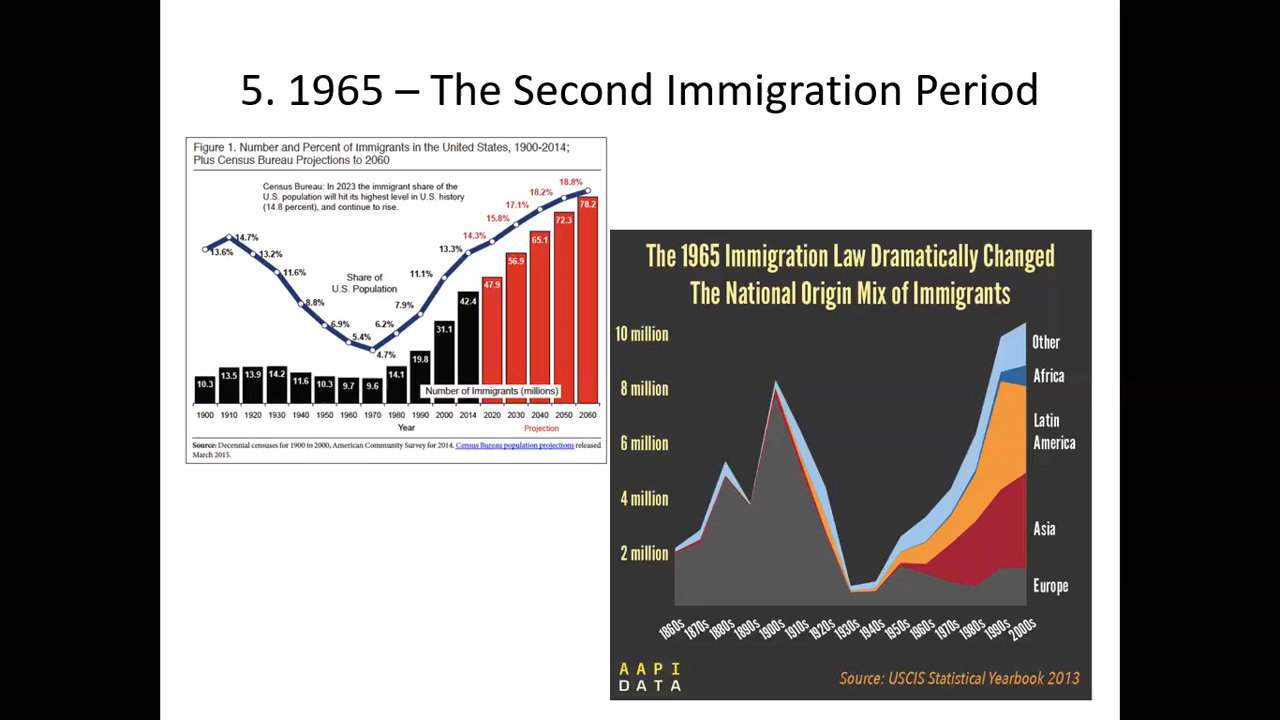 5. 1965 – The Second Immigration Period
Figure 1. Number and Percent of Immigrants in the United States, 1900-2014;
Plus Census Bureau Projections to 2060
Census Bureau: In 2023 the immigrant share of the
U.S. population will hit its highest level in U.S. history
(14.8 percent), and continue to rise.
13.6%
14.7%
13.2%
11.6%
8.8%
6.9%
5.4%
4.7%
6.2%
7.9%
11.1%
13.3%
14.3%
15.8%
17.1%
18.2%
18.8%
Share of
U.S. Population
10.3
13.5
13.9
14.2
11.6
10.3
9.7
9.6
14.1
19.8
31.1
42.4
47.9
56.9
65.1
72.3
78.2
Number of Immigrants (millions)
1900 1910 1920 1930 1940 1950 1960 1970 1980 1990 2000 2014 2020 2030 2040 2050 2060
Year
Projection
Source: Decennial censuses for 1900 to 2000, American Community Survey for 2014. Census Bureau population projections released
March 2015.
The 1965 Immigration Law Dramatically Changed
The National Origin Mix of Immigrants
10 million
8 million
6 million
4 million
2 million
Other
Africa
Latin
America
Asia
Europe
1860s 1870s 1880s 1890s 1900s 1910s 1920s 1930s 1940s 1950s 1960s 1970s 1980s 1990s 2000s
AAPI
DATA
Source: USCIS Statistical Yearbook 2013